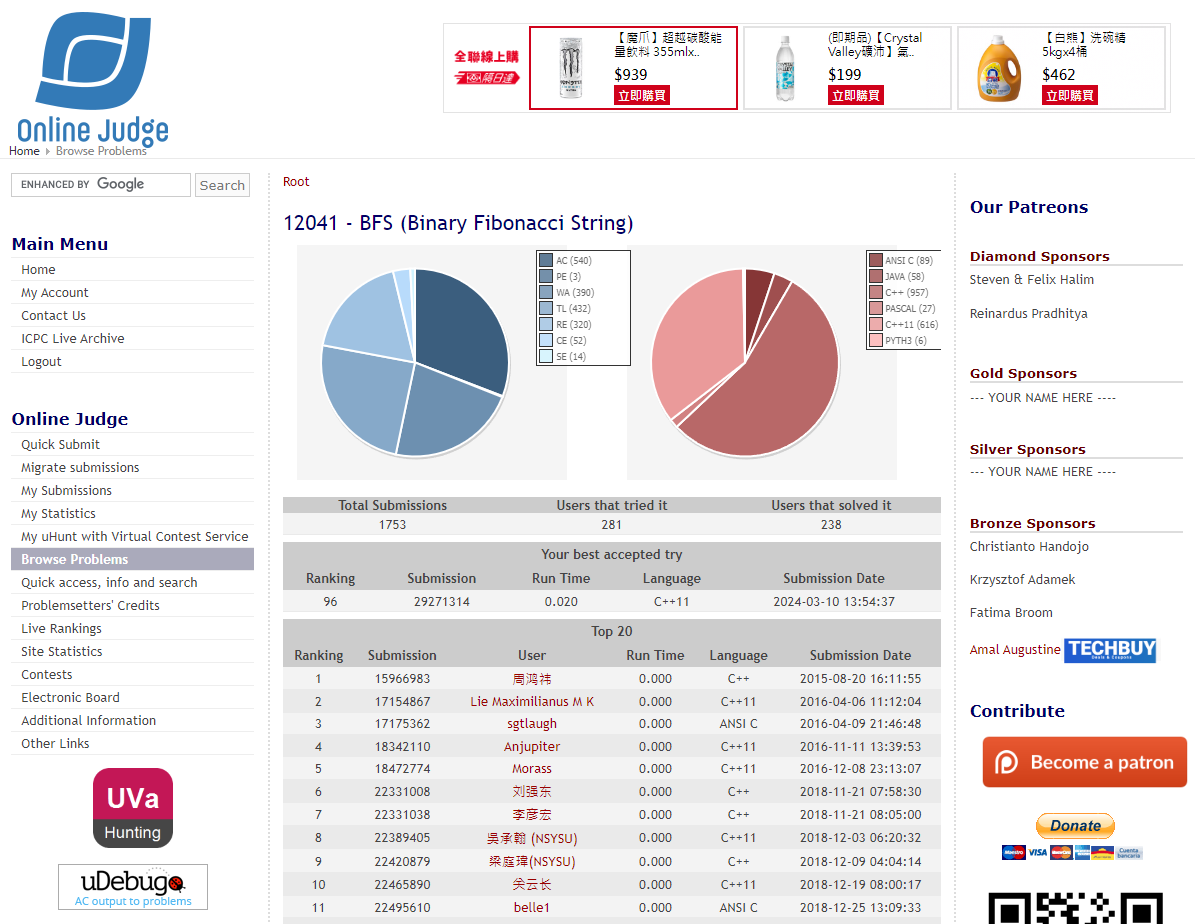 Online Judge
全聯線上購
隔日達
【魔爪】超越碳酸能
量飲料 355mlx..
$939
立即購買
(即期品)【Crystal
Valley礦沛】氣..
$199
立即購買
【白熊】洗碗精
5kgx4桶
$462
立即購買
Home
Browse Problems
ENHANCED BY Google
Search
Main Menu
Home
My Account
Contact Us
ICPC Live Archive
Logout
Online Judge
Quick Submit
Migrate submissions
My Submissions
My Statistics
My uHunt with Virtual Contest Service
Browse Problems
Quick access, info and search
Problemsetters' Credits
Live Rankings
Site Statistics
Contests
Electronic Board
Additional Information
Other Links
UVa
Hunting
uDebug
AC output to problems
Root
12041 - BFS (Binary Fibonacci String)
AC (540)
PE (3)
WA (390)
TL (432)
RE (320)
CE (52)
SE (14)
ANSI C (89)
JAVA (58)
C++ (957)
PASCAL (27)
C++11 (616)
PYTH3 (6)
Total Submissions Users that tried it Users that solved it
1753 281 238
Your best accepted try
Ranking Submission Run Time Language Submission Date
96 29271314 0.020 C++11 2024-03-10 13:54:37
Top 20
Ranking Submission User Run Time Language Submission Date
1 15966983 周鸿祎 0.000 C++ 2015-08-20 16:11:55
2 17154867 Lie Maximilianus M K 0.000 C++11 2016-04-06 11:12:04
3 17175362 sgtlaugh 0.000 ANSI C 2016-04-09 21:46:48
4 18342110 Anjupiter 0.000 C++11 2016-11-11 13:39:53
5 18472774 Morass 0.000 C++11 2016-12-08 23:13:07
6 22331008 刘强东 0.000 C++ 2018-11-21 07:58:30
7 22331038 李彦宏 0.000 C++ 2018-11-21 08:05:00
8 22389405 吳承翰 (NSYSU) 0.000 C++11 2018-12-03 06:20:32
9 22420879 梁庭瑋(NSYSU) 0.000 C++ 2018-12-09 04:04:14
10 22465890 关云长 0.000 C++11 2018-12-19 08:00:17
11 22495610 belle1 0.000 ANSI C 2018-12-25 13:09:33
Our Patreons
Diamond Sponsors
Steven & Felix Halim
Reinardus Pradhitya
Gold Sponsors
--- YOUR NAME HERE ----
Silver Sponsors
--- YOUR NAME HERE ----
Bronze Sponsors
Christianto Handojo
Krzysztof Adamek
Fatima Broom
Amal Augustine TECHBUY
Deals & Coupons
Contribute
Become a patron
Donate
Maestro VISA
Cuenta
bancaria